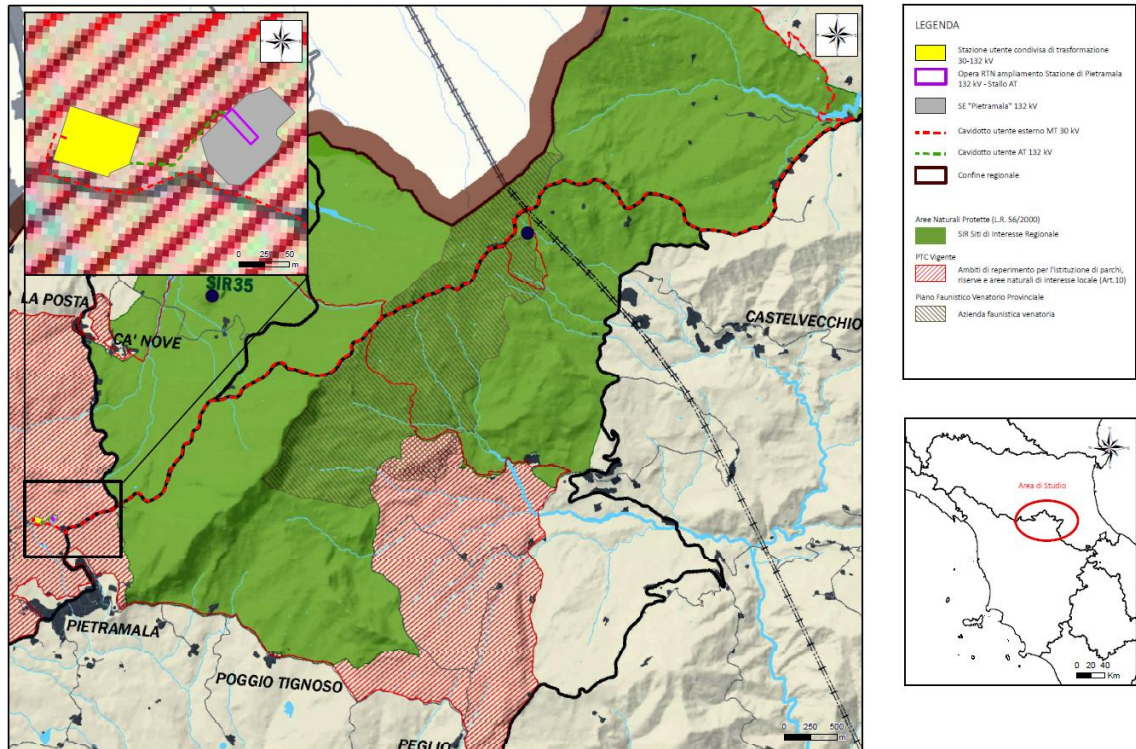 SIR35
LA POSTA
CA' NOVE
CASTELVECCHIO
PIETRAMALA
POGGIO TIGNOSO
PEGLIO
0 25 50
m
0 250 500
m
LEGENDA
Stazione utente condivisa di trasformazione
30-132 kV
Opera RTN ampliamento Stazione di Pietramala
132 kV - Stallo AT
SE "Pietramala" 132 kV
Cavidotto utente esterno MT 30 kV
Cavidotto utente AT 132 kV
Confine regionale
Aree Naturali Protette (L.R. 56/2000)
SIR Siti di Interesse Regionale
PTC Vigente
Ambiti di reperimento per l'istituzione di parchi,
riserve e aree naturali di interesse locale (Art.10)
Piano Faunistico Venatorio Provinciale
Azienda faunistica venatoria
Area di Studio
0 20 40
Km